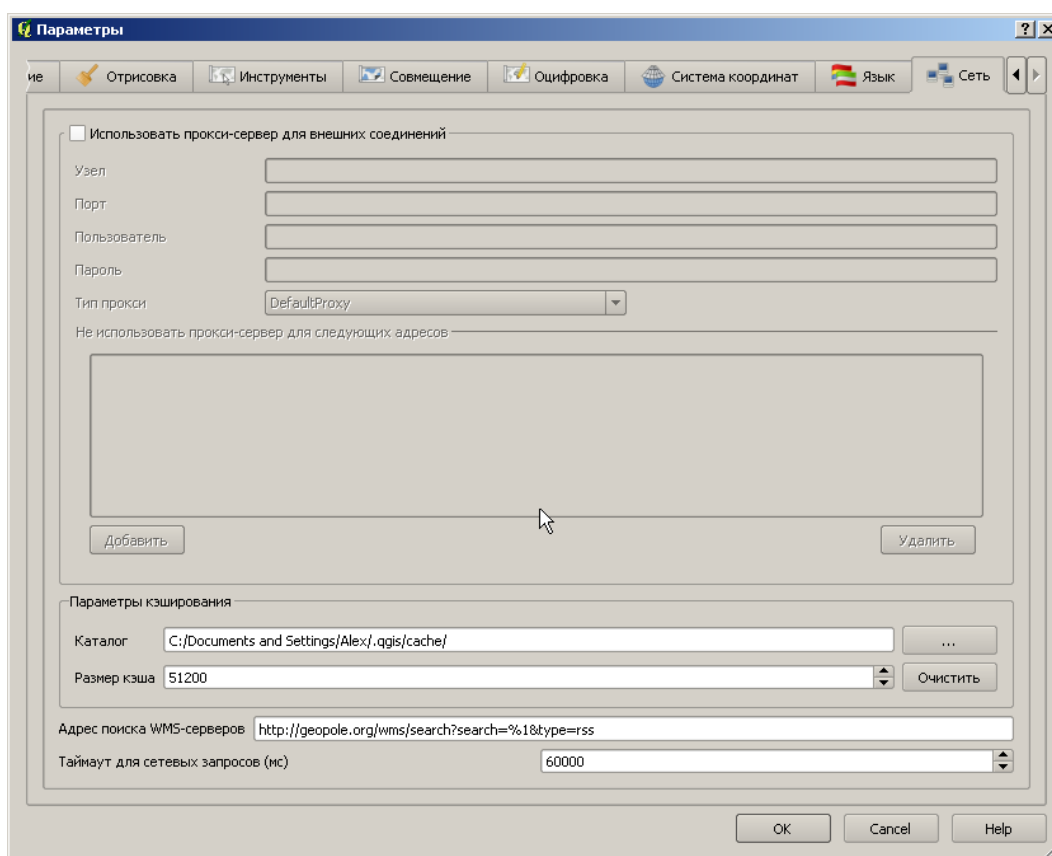 Параметры
ие Отрисовка Инструменты Совмещение Оцифровка Система координат Язык Сеть
Использовать прокси-сервер для внешних соединений
Узел
Порт
Пользователь
Пароль
Тип прокси DefaultProxy
Не использовать прокси-сервер для следующих адресов
Добавить Удалить
Параметры кэширования
Каталог C:/Documents and Settings/Alex/.qgis/cache/ ...
Размер кэша 51200 Очистить
Адрес поиска WMS-серверов http://geopole.org/wms/search?search=%1&type=rss
Таймаут для сетевых запросов (мс) 60000
OK Cancel Help